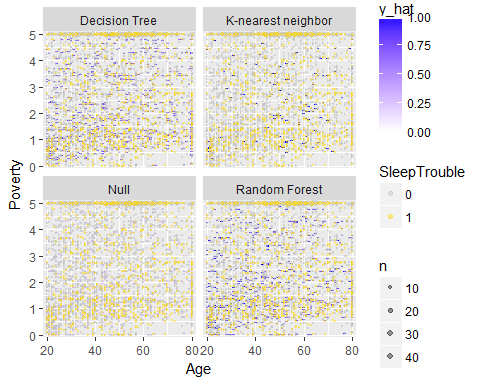 Decision Tree K-nearest neighbor
5
4
3
2
1
0
Null Random Forest
5
4
3
2
1
0
20 40 60 80 20 40 60 80
Poverty
Age
y_hat
1.00
0.75
0.50
0.25
0.00
SleepTrouble
0
1
n
10
20
30
40